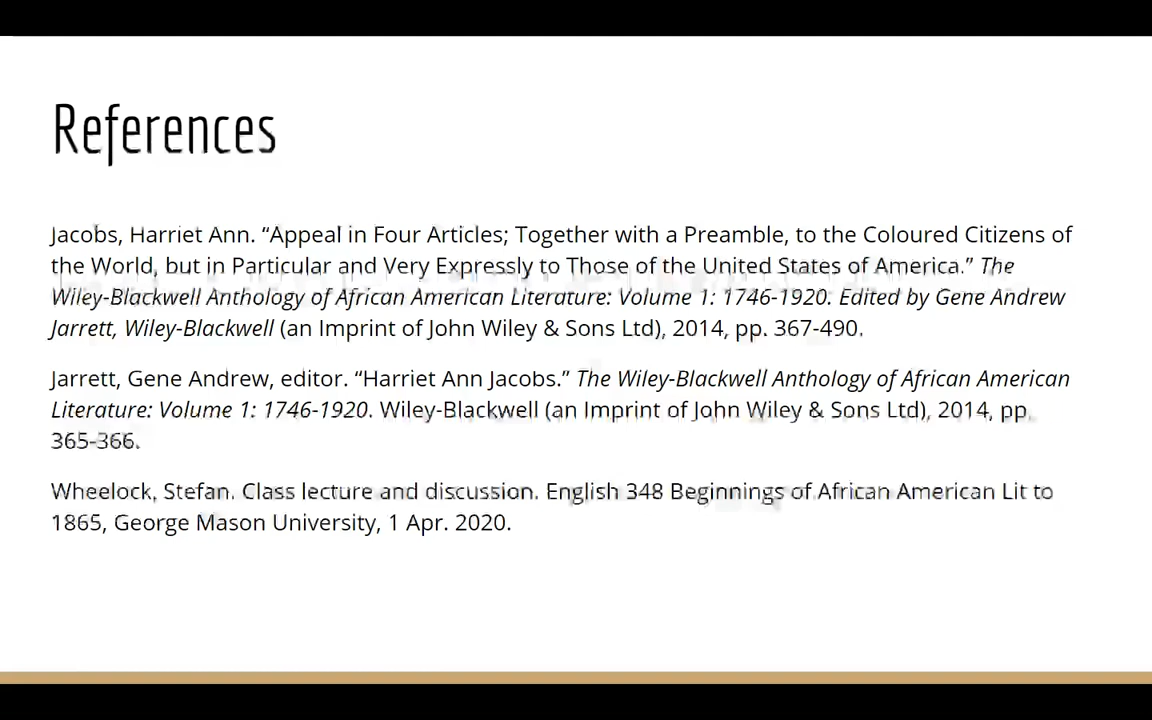 References
Jacobs, Harriet Ann. “Appeal in Four Articles; Together with a Preamble, to the Coloured Citizens of
the World, but in Particular and Very Expressly to Those of the United States of America.” The
Wiley-Blackwell Anthology of African American Literature: Volume 1: 1746-1920. Edited by Gene Andrew
Jarrett, Wiley-Blackwell (an Imprint of John Wiley & Sons Ltd), 2014, pp. 367-490.
Jarrett, Gene Andrew, editor. “Harriet Ann Jacobs.” The Wiley-Blackwell Anthology of African American
Literature: Volume 1: 1746-1920. Wiley-Blackwell (an Imprint of John Wiley & Sons Ltd), 2014, pp.
365-366.
Wheelock, Stefan. Class lecture and discussion. English 348 Beginnings of African American Lit to
1865, George Mason University, 1 Apr. 2020.